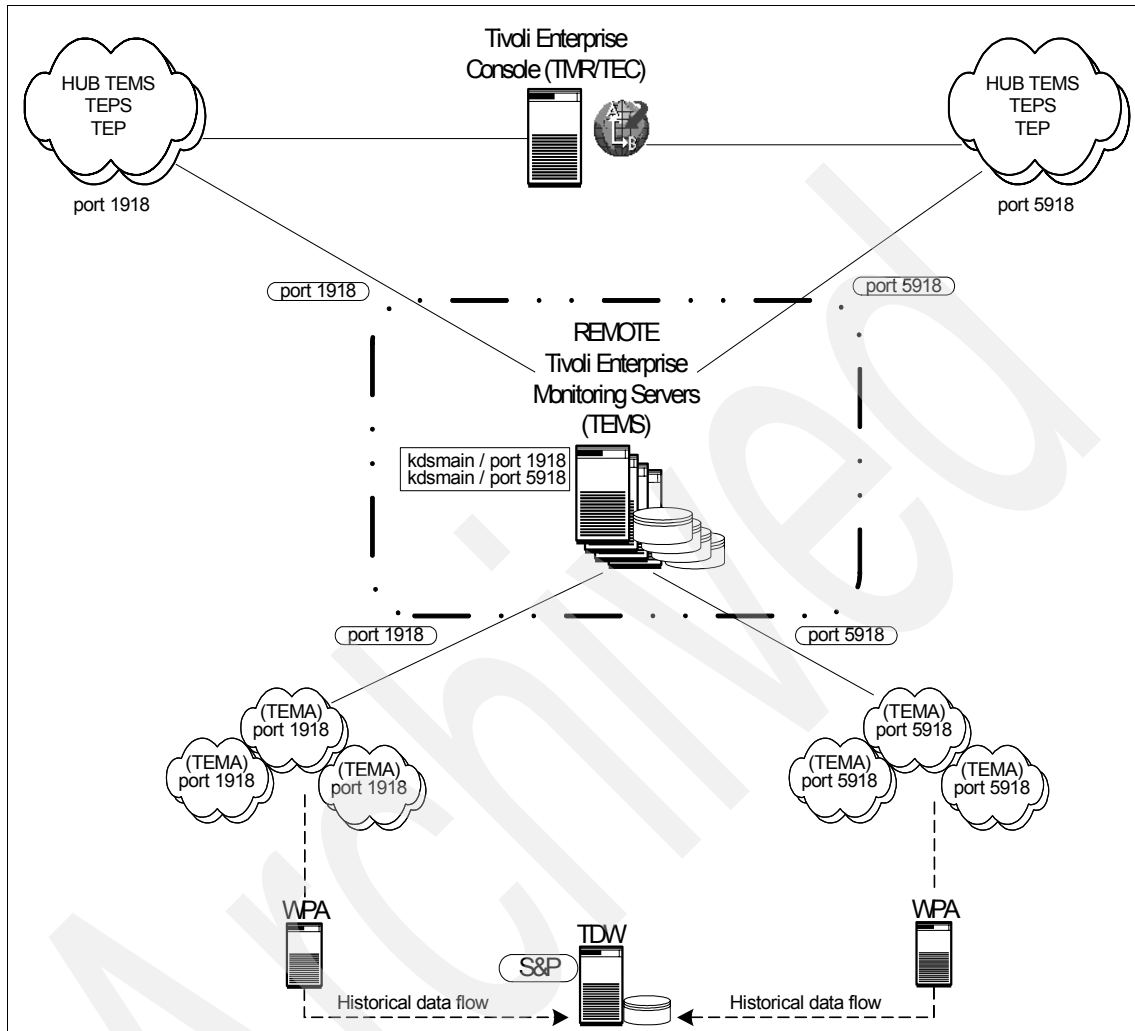 Tivoli Enterprise
Console (TMR/TEC)
HUB TEMS
TEPS
TEP
port 1918
A
B
HUB TEMS
TEPS
TEP
port 5918
port 1918
port 5918
REMOTE
Tivoli Enterprise
Monitoring Servers
(TEMS)
kdsmain / port 1918
kdsmain / port 5918
port 1918
port 5918
(TEMA)
port 1918
(TEMA)
port 1918
(TEMA)
port 1918
(TEMA)
port 5918
(TEMA)
port 5918
(TEMA)
port 5918
WPA
TDW
S&P
WPA
Historical data flow
Historical data flow
Archived